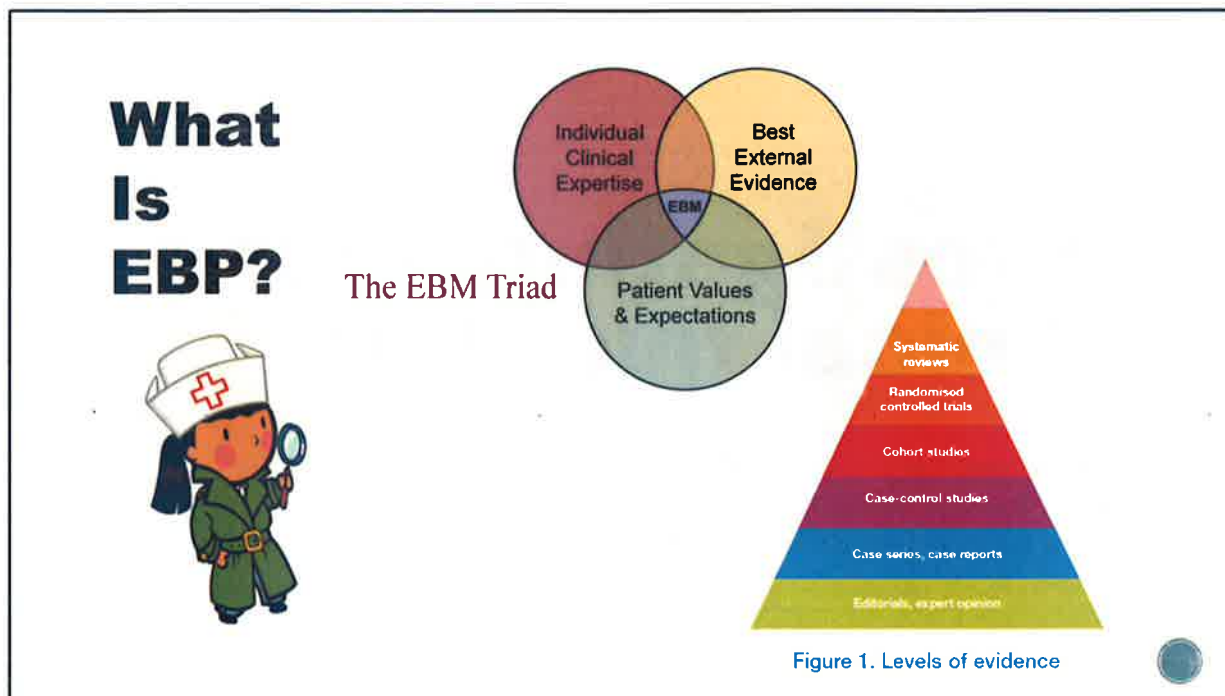 What
Is
EBP?
Individual
Clinical
Expertise
Best
External
Evidence
EBM
The EBM Triad
Patient Values
& Expectations
Systematic
reviews
Randomised
controlled trials
Cohort studies
Case-control studies
Case series, case reports
Editorials, expert opinion
Figure 1. Levels of evidence